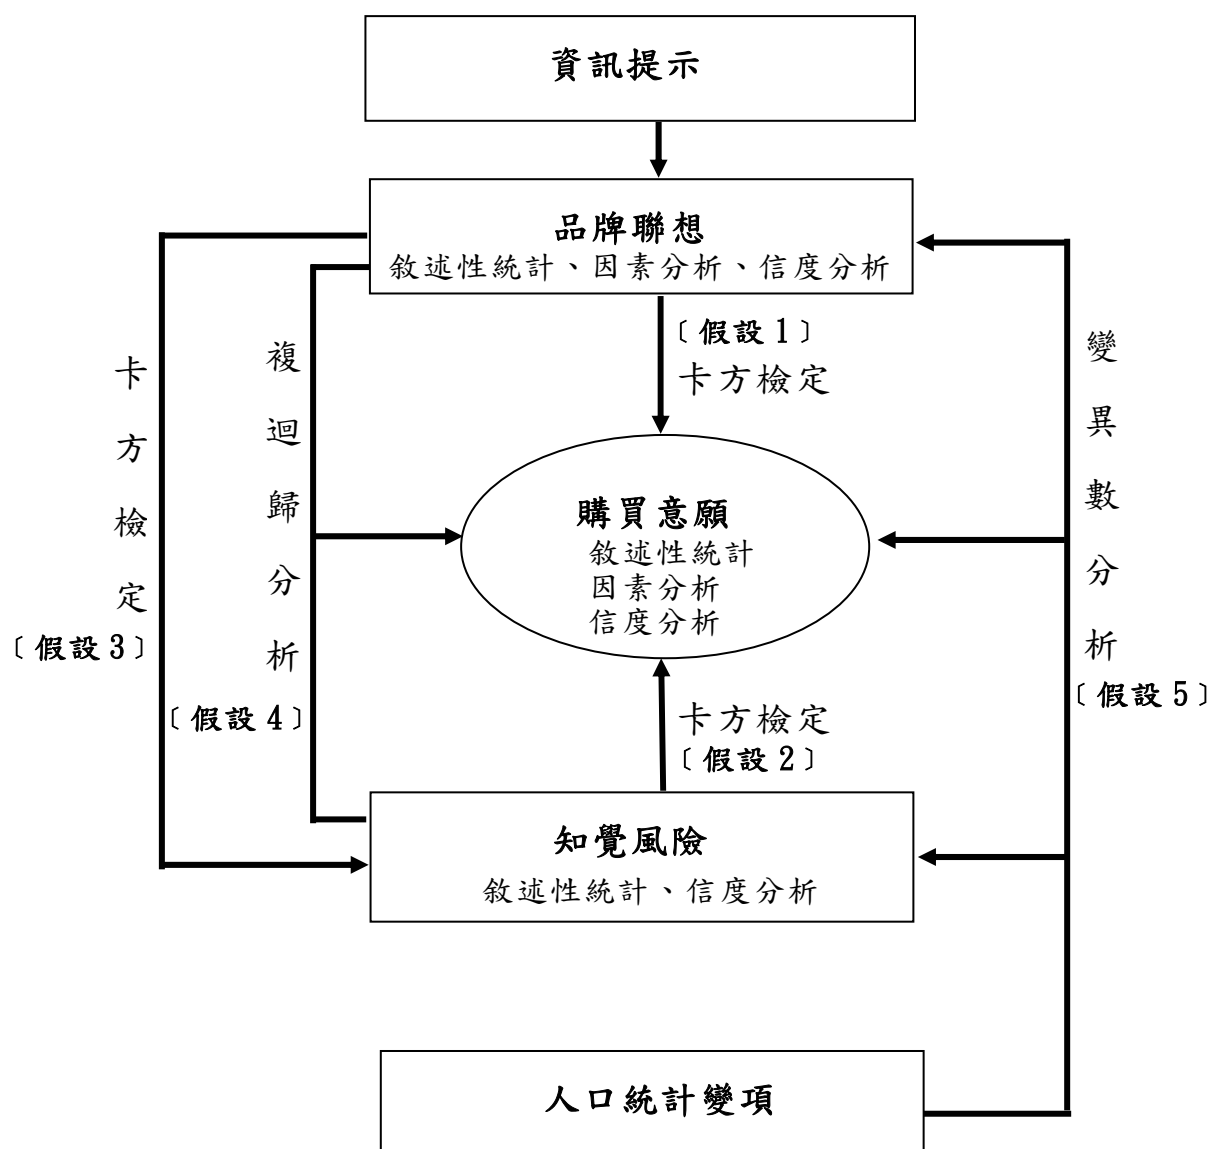 資訊提示
品牌聯想
敘述性統計、因素分析、信度分析
〔假設1〕
卡方檢定
卡方檢定
〔假設3〕
複迴歸分析
〔假設4〕
購買意願
敘述性統計
因素分析
信度分析
變異數分析
〔假設5〕
卡方檢定
〔假設2〕
知覺風險
敘述性統計、信度分析
人口統計變項